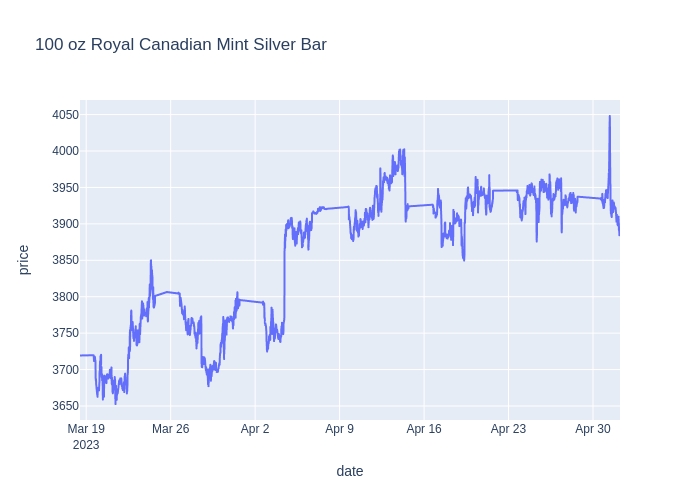 100 oz Royal Canadian Mint Silver Bar
4050
4000
3950
3900
3850
3800
3750
3700
3650
price
Mar 19 Mar 26 Apr 2 Apr 9 Apr 16 Apr 23 Apr 30
2023
date